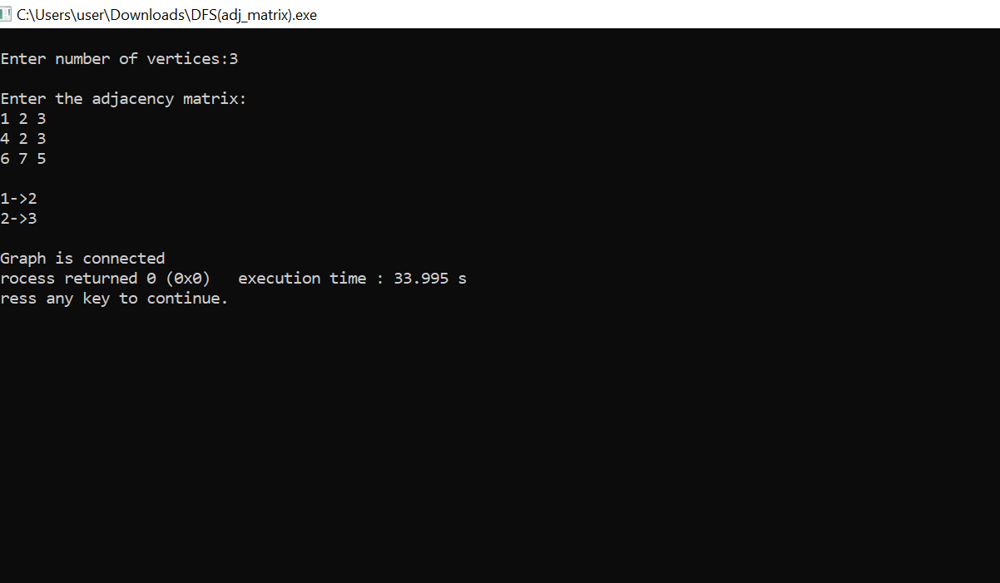 C:\Users\user\Downloads\DFS(adj_matrix).exe
Enter number of vertices:3
Enter the adjacency matrix:
1 2 3
4 2 3
6 7 5
1->2
2->3
Graph is connected
rocess returned 0 (0x0)   execution time : 33.995 s
ress any key to continue.